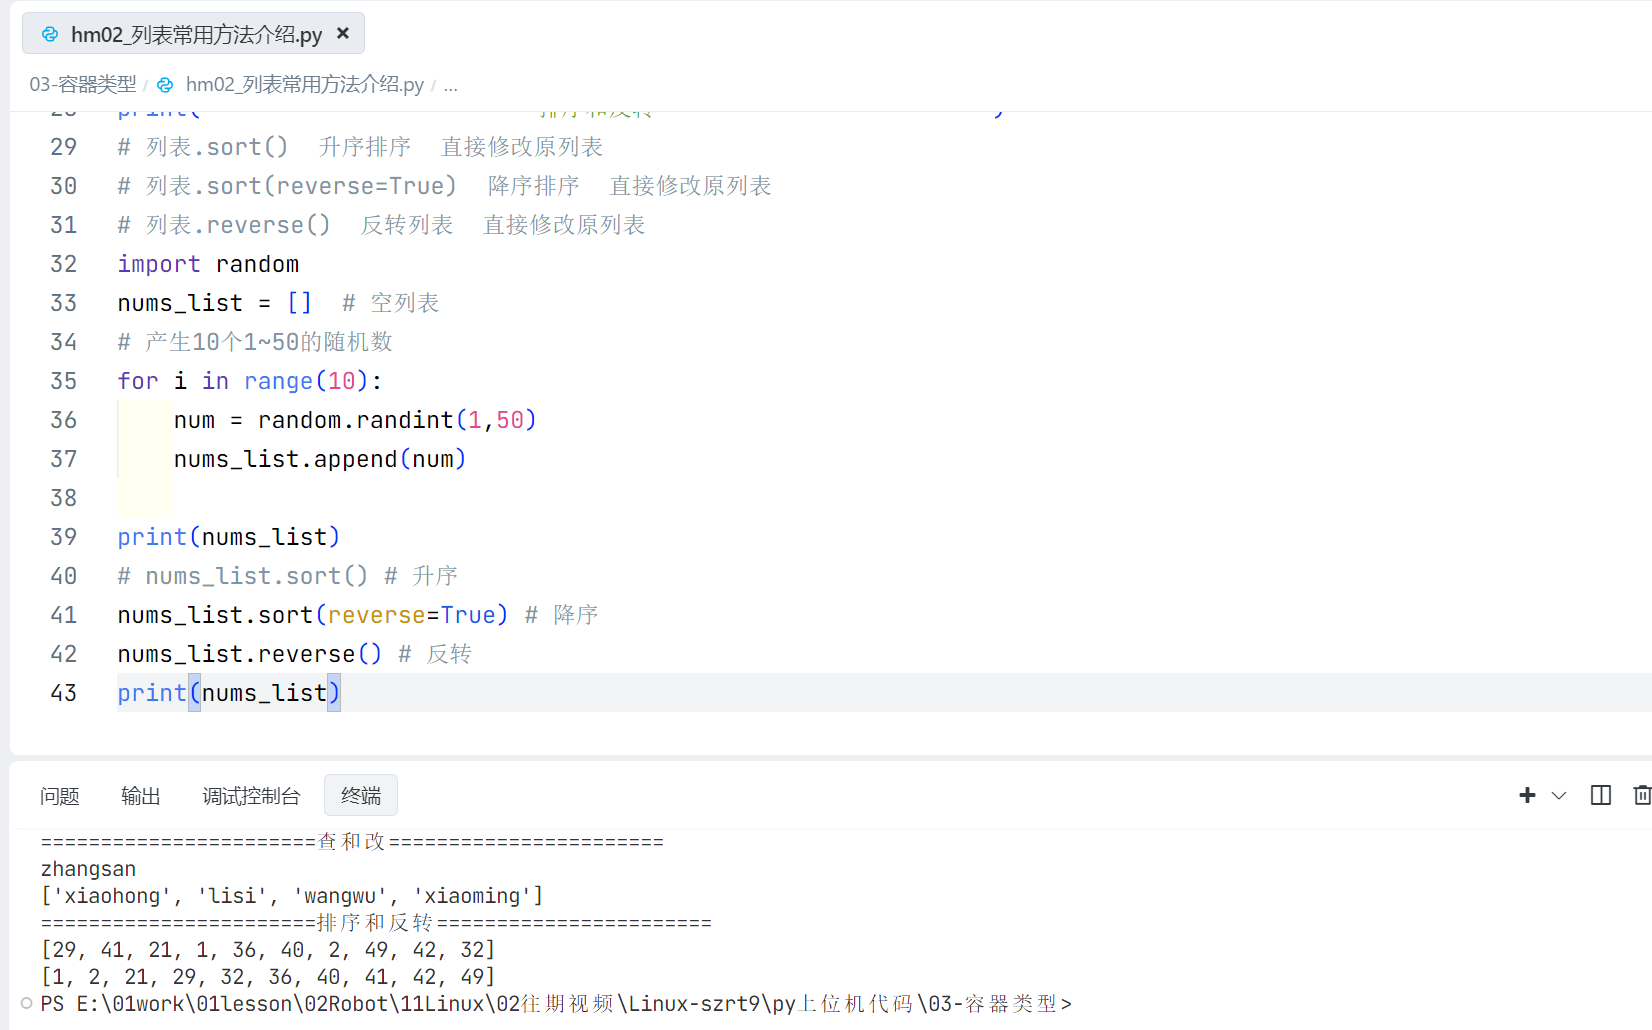 hm02_列表常用方法介绍.py ×
03-容器类型 / hm02_列表常用方法介绍.py / ...
28 print( 排序和反转 )
29 # 列表.sort()  升序排序  直接修改原列表
30 # 列表.sort(reverse=True)  降序排序  直接修改原列表
31 # 列表.reverse()  反转列表  直接修改原列表
32 import random
33 nums_list = []  # 空列表
34 # 产生10个1~50的随机数
35 for i in range(10):
36     num = random.randint(1,50)
37     nums_list.append(num)
38
39 print(nums_list)
40 # nums_list.sort() # 升序
41 nums_list.sort(reverse=True) # 降序
42 nums_list.reverse() # 反转
43 print(nums_list)
问题 输出 调试控制台 终端
=======================查和改=======================
zhangsan
['xiaohong', 'lisi', 'wangwu', 'xiaoming']
=======================排序和反转=======================
[29, 41, 21, 1, 36, 40, 2, 49, 42, 32]
[1, 2, 21, 29, 32, 36, 40, 41, 42, 49]
PS E:\01work\01lesson\02Robot\11Linux\02往期视频\Linux-szrt9\py上位机代码\03-容器类型>